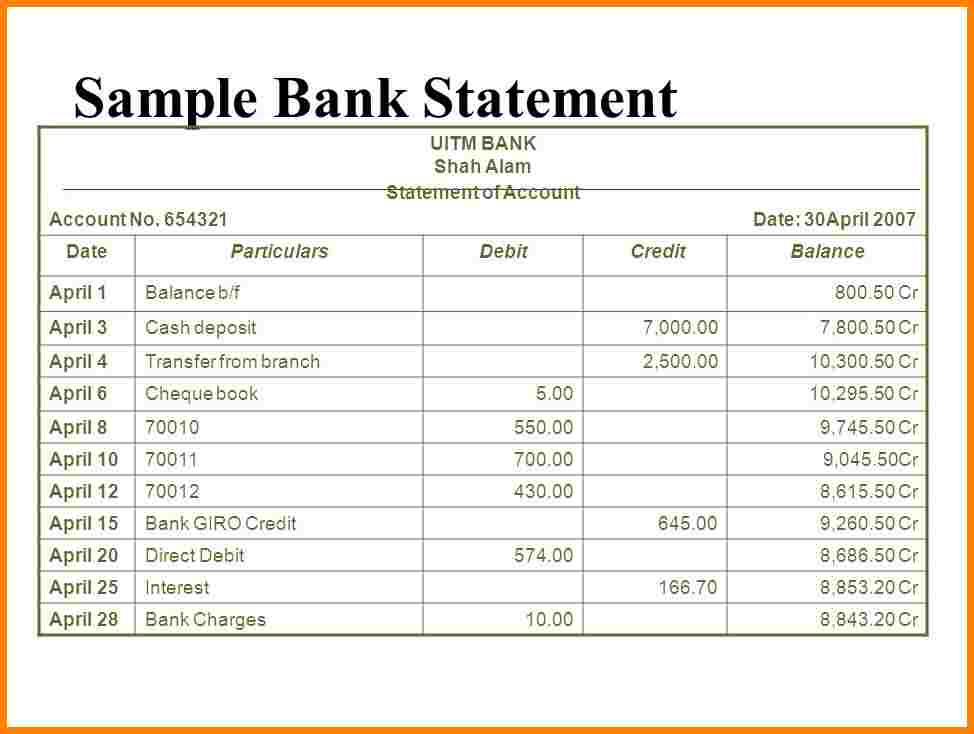 Sample Bank Statement
UITM BANK
Shah Alam
Statement of Account
Account No. 654321 Date: 30April 2007
Date Particulars Debit Credit Balance
April 1 Balance b/f 800.50 Cr
April 3 Cash deposit 7,000.00 7,800.50 Cr
April 4 Transfer from branch 2,500.00 10,300.50 Cr
April 6 Cheque book 5.00 10,295.50 Cr
April 8 70010 550.00 9,745.50 Cr
April 10 70011 700.00 9,045.50Cr
April 12 70012 430.00 8,615.50 Cr
April 15 Bank GIRO Credit 645.00 9,260.50 Cr
April 20 Direct Debit 574.00 8,686.50 Cr
April 25 Interest 166.70 8,853.20 Cr
April 28 Bank Charges 10.00 8,843.20 Cr